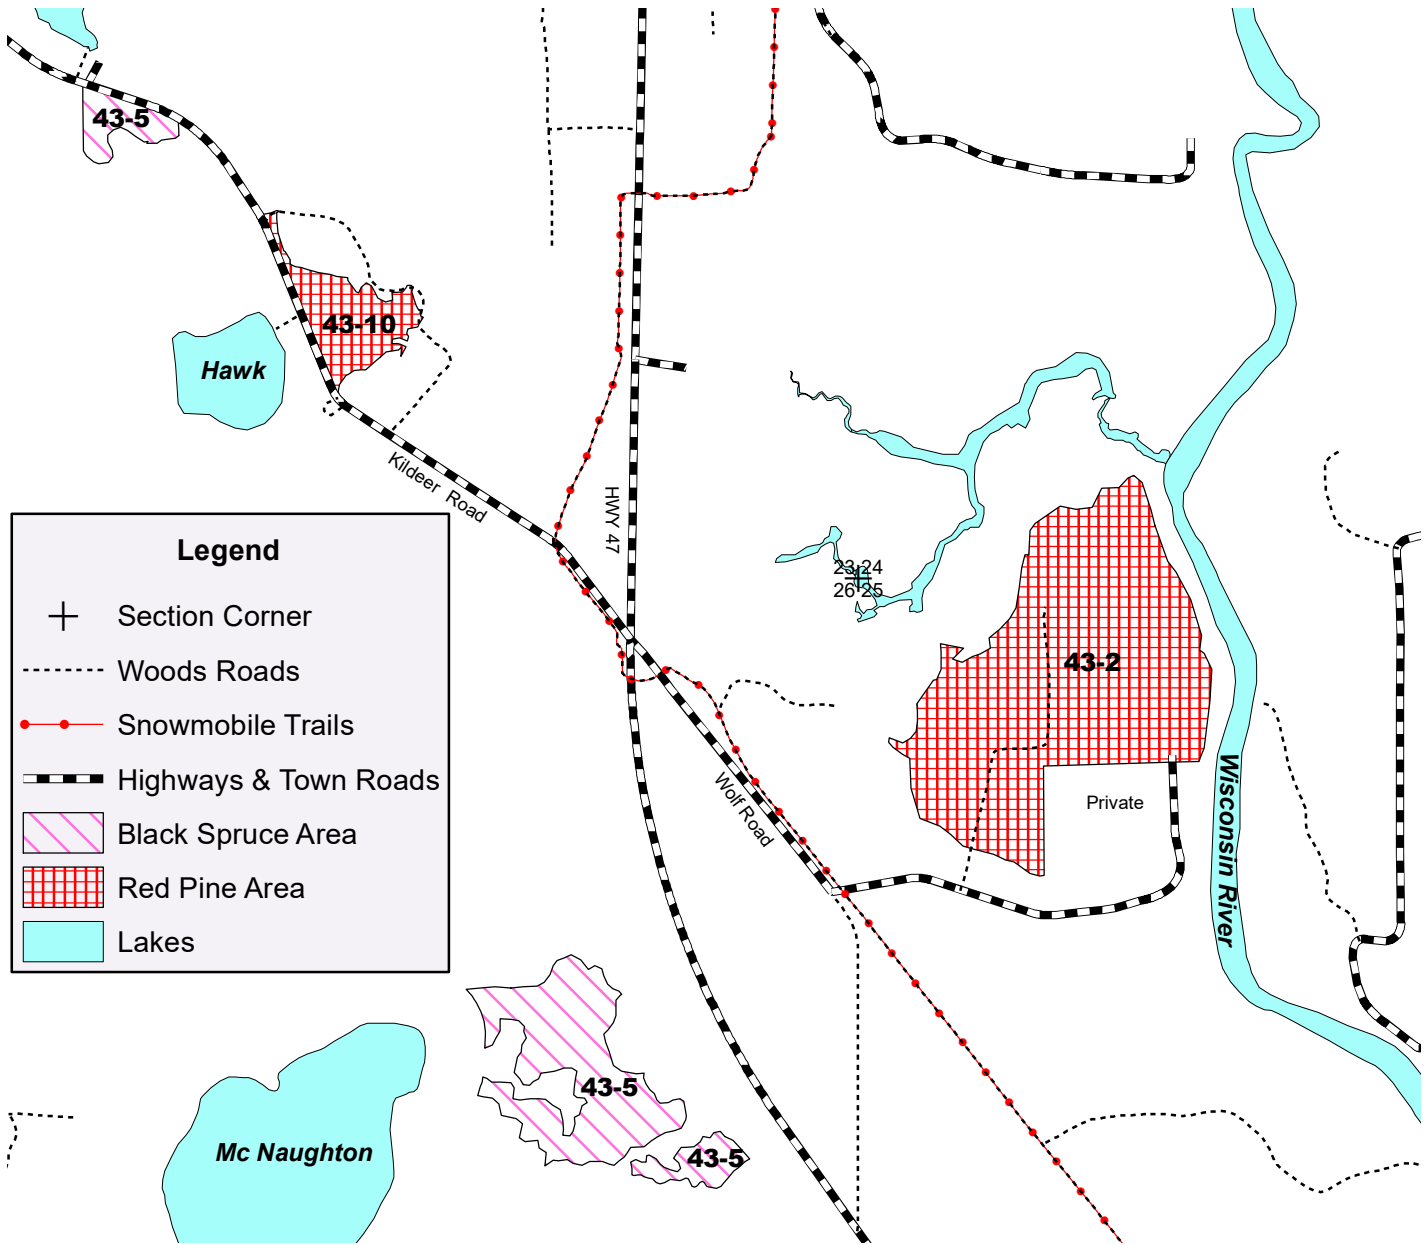 43-5
43-10
Hawk
Kildeer Road
HWY 47
23 24
26 25
43-2
Private
Wolf Road
Wisconsin River
Legend
Section Corner
Woods Roads
Snowmobile Trails
Highways & Town Roads
Black Spruce Area
Red Pine Area
Lakes
43-5
43-5
Mc Naughton